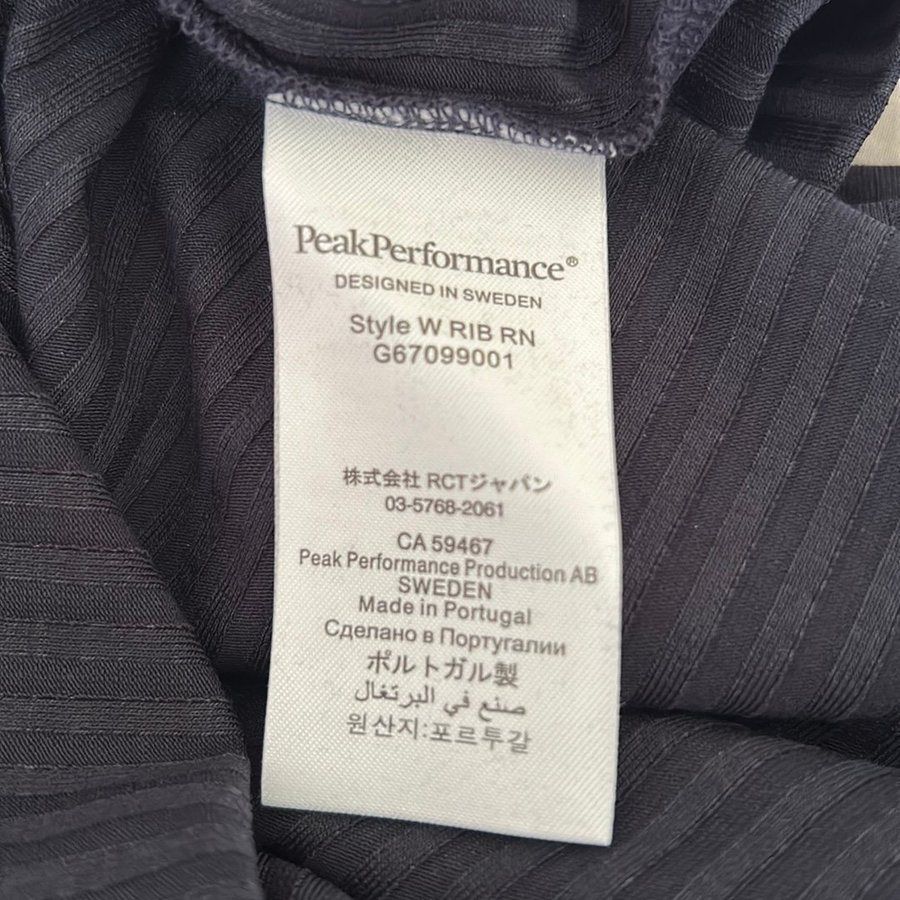 PeakPerformance®
DESIGNED IN SWEDEN
Style W RIB RN
G67099001
株式会社 RCTジャパン
03-5768-2061
CA 59467
Peak Performance Production AB
SWEDEN
Made in Portugal
Сделано в Португалии
ポルトガル製
صنع في البرتغال
원산지:포르투갈